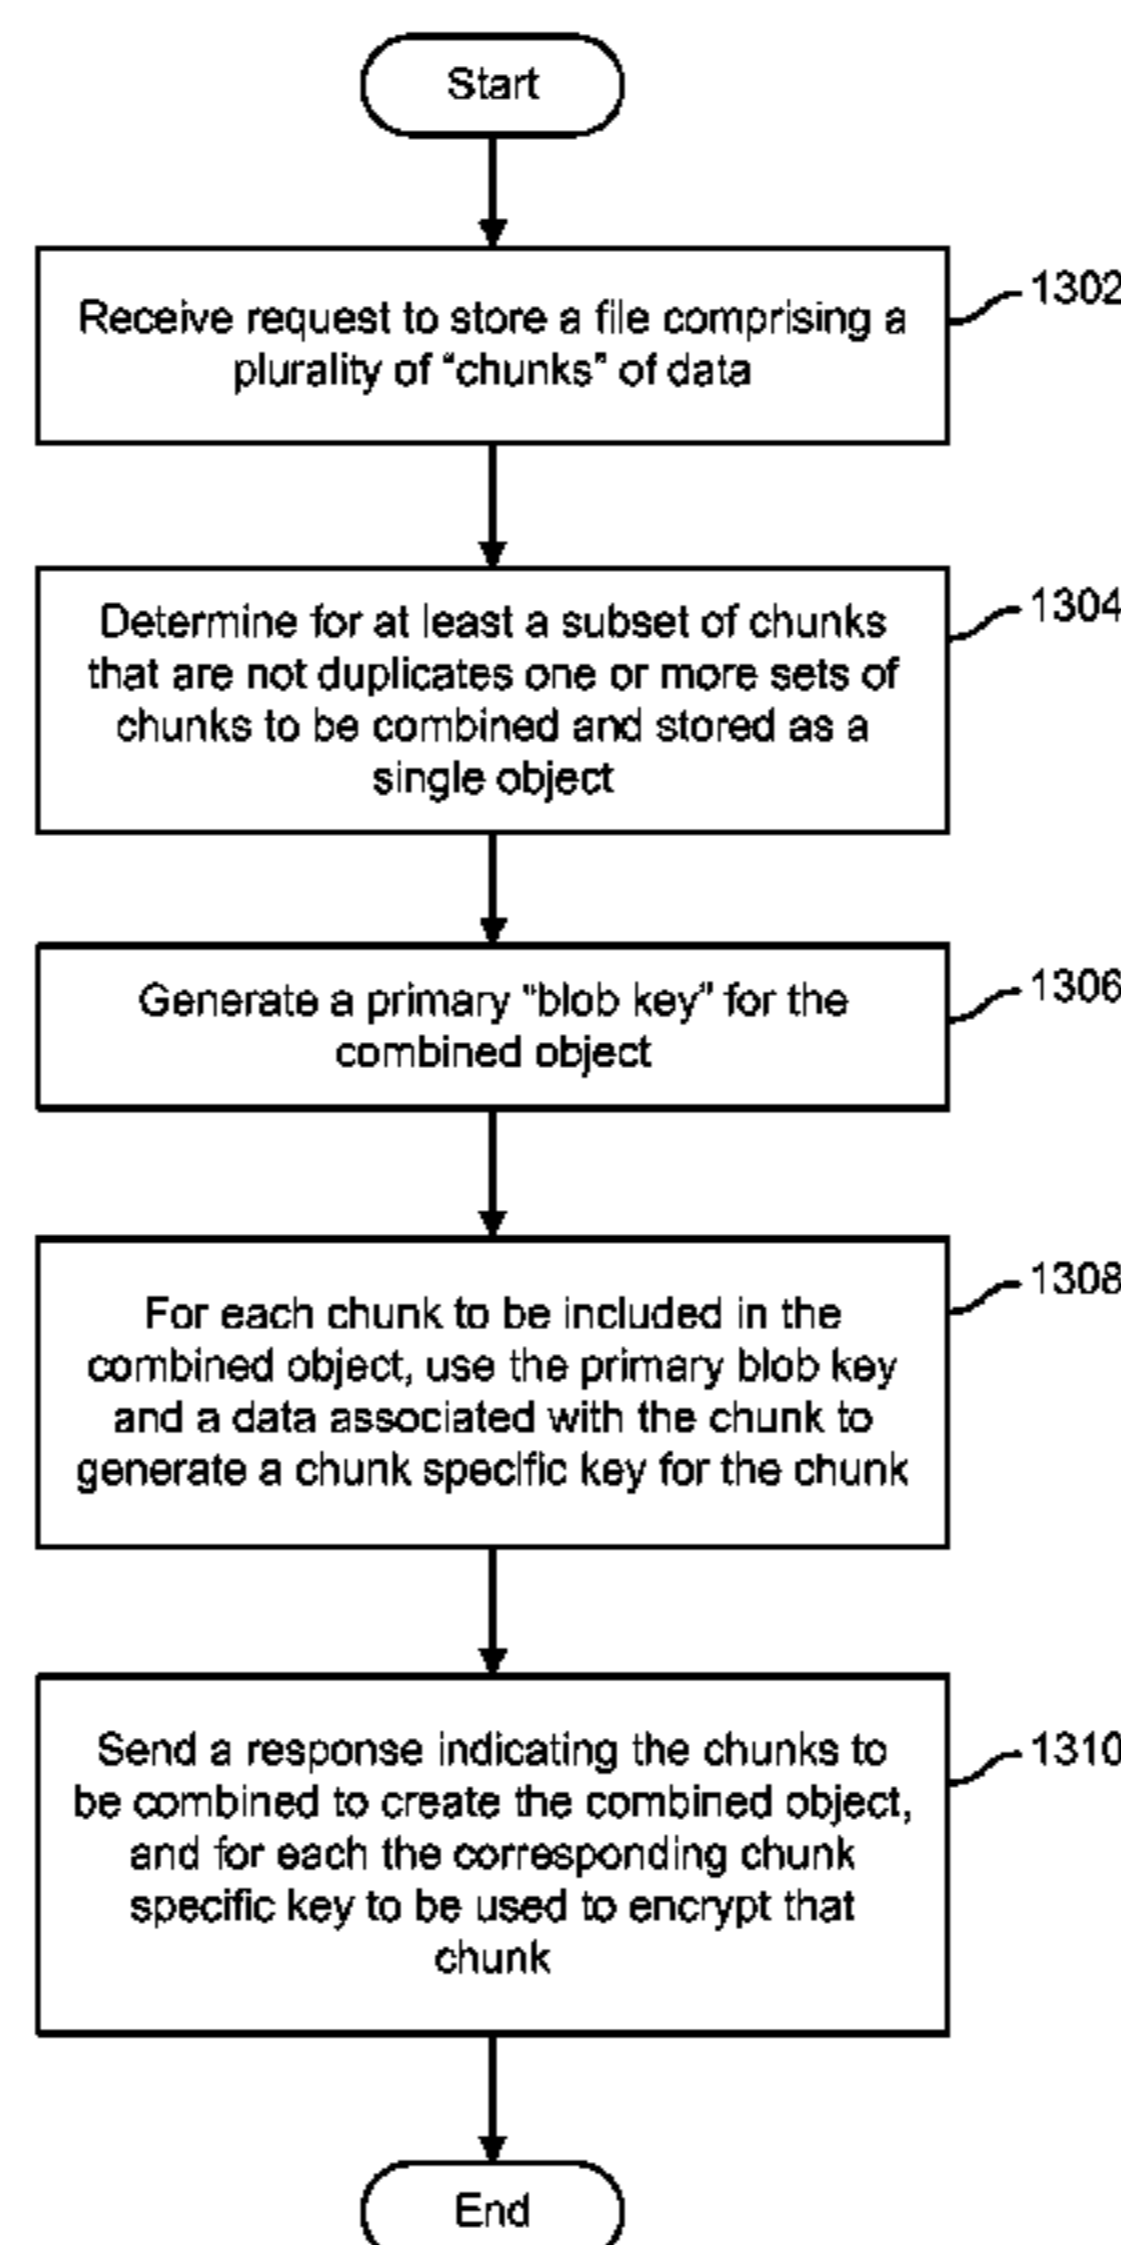 Start
Receive request to store a file comprising a
plurality of “chunks” of data
1302
Determine for at least a subset of chunks
that are not duplicates one or more sets of
chunks to be combined and stored as a
single object
1304
Generate a primary “blob key” for the
combined object
1306
For each chunk to be included in the
combined object, use the primary blob key
and a data associated with the chunk to
generate a chunk specific key for the chunk
1308
Send a response indicating the chunks to
be combined to create the combined object,
and for each the corresponding chunk
specific key to be used to encrypt that
chunk
1310
End